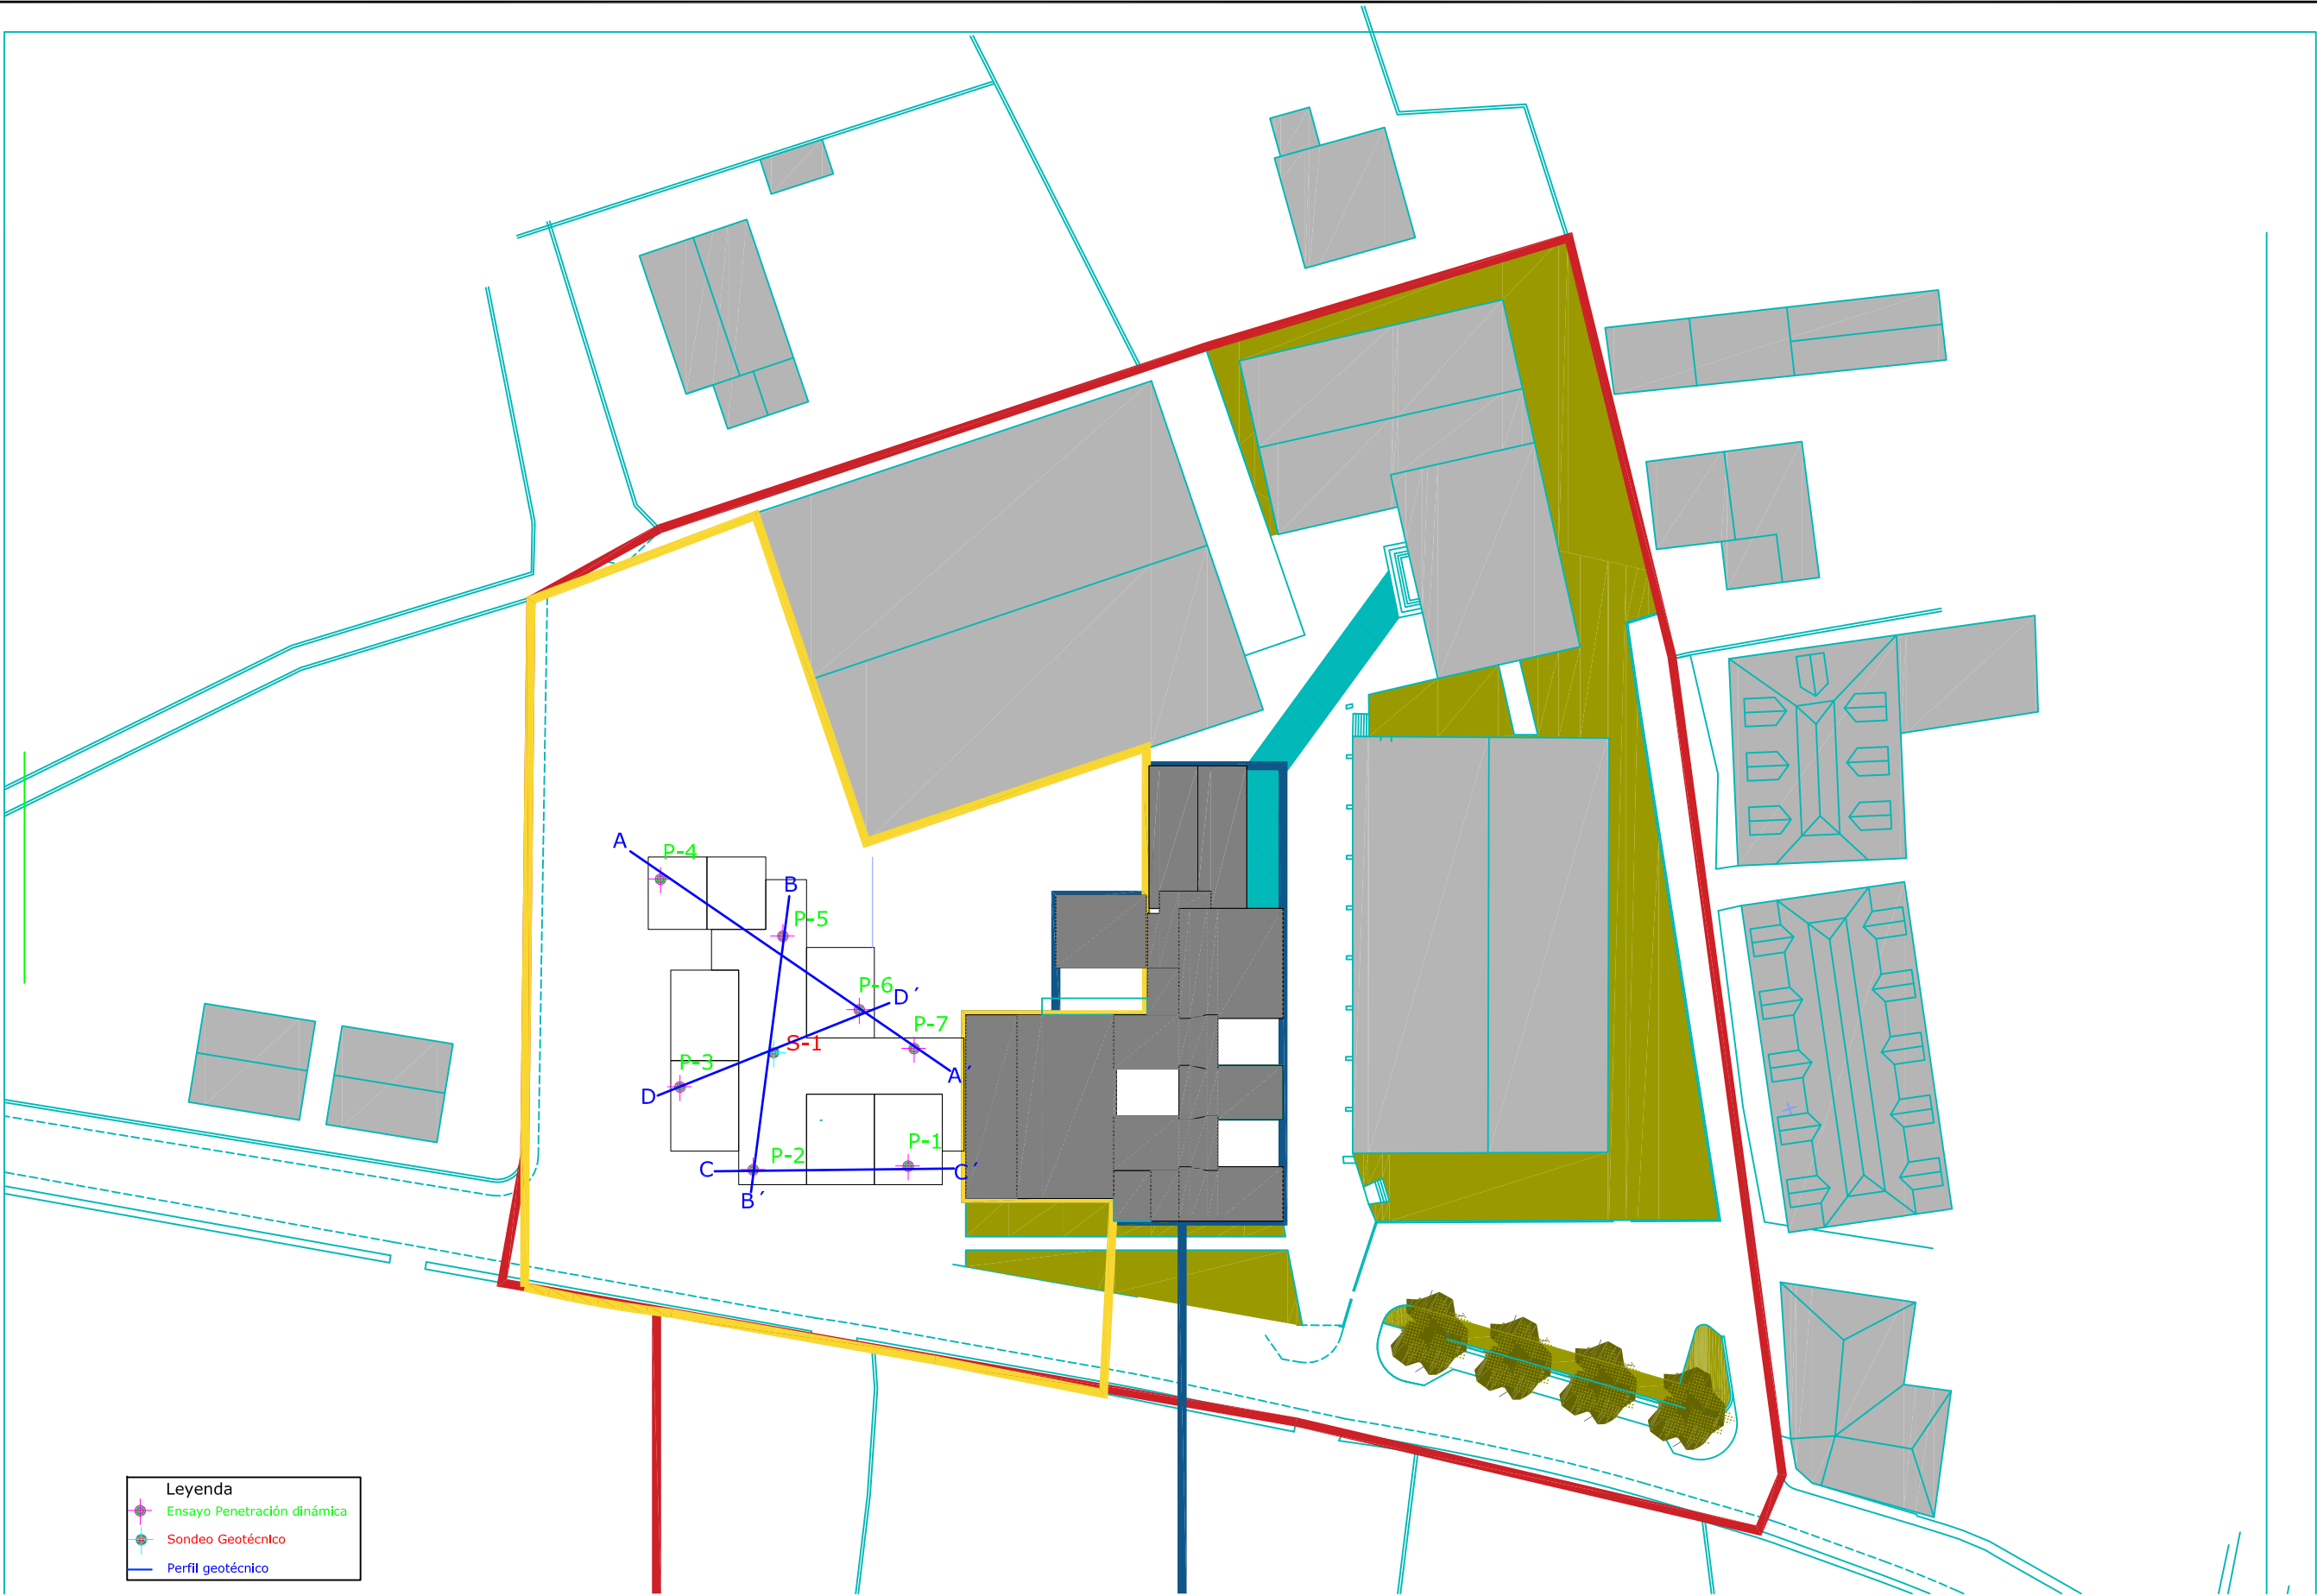 A
P-4
B
P-5
P-6
D´
P-7
S-1
P-3
A´
D
P-1
P-2
C
C´
B´
Leyenda
Ensayo Penetración dinámica
Sondeo Geotécnico
Perfil geotécnico